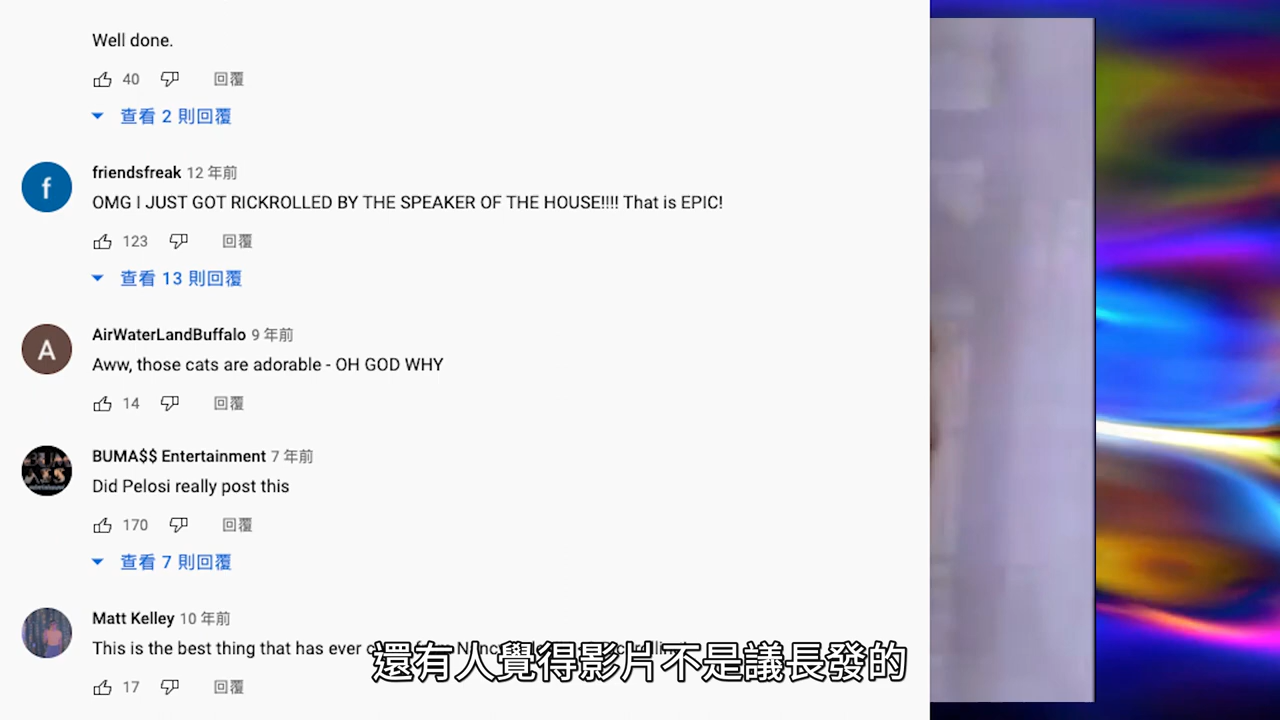 Well done.
40 回覆
查看 2 則回覆
f
friendsfreak 12 年前
OMG I JUST GOT RICKROLLED BY THE SPEAKER OF THE HOUSE!!!! That is EPIC!
123 回覆
查看 13 則回覆
A
AirWaterLandBuffalo 9 年前
Aww, those cats are adorable - OH GOD WHY
14 回覆
BUMA$$ Entertainment 7 年前
Did Pelosi really post this
170 回覆
查看 7 則回覆
Matt Kelley 10 年前
This is the best thing that has ever
還有人覺得影片不是議長發的
17 回覆